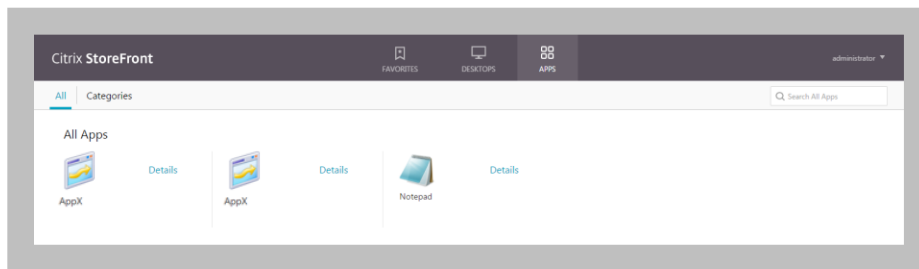 Citrix StoreFront
FAVORITES
DESKTOPS
APPS
administrator
All
Categories
Search All Apps
All Apps
Details
Details
Details
AppX
AppX
Notepad